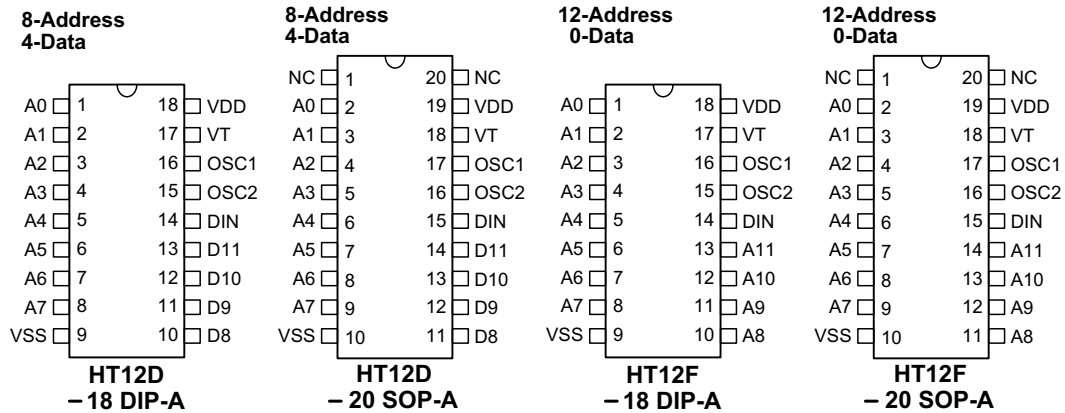 8-Address
4-Data
A0 1 18 VDD
A1 2 17 VT
A2 3 16 OSC1
A3 4 15 OSC2
A4 5 14 DIN
A5 6 13 D11
A6 7 12 D10
A7 8 11 D9
VSS 9 10 D8
HT12D
– 18 DIP-A
8-Address
4-Data
NC 1 20 NC
A0 2 19 VDD
A1 3 18 VT
A2 4 17 OSC1
A3 5 16 OSC2
A4 6 15 DIN
A5 7 14 D11
A6 8 13 D10
A7 9 12 D9
VSS 10 11 D8
HT12D
– 20 SOP-A
12-Address
0-Data
A0 1 18 VDD
A1 2 17 VT
A2 3 16 OSC1
A3 4 15 OSC2
A4 5 14 DIN
A5 6 13 A11
A6 7 12 A10
A7 8 11 A9
VSS 9 10 A8
HT12F
– 18 DIP-A
12-Address
0-Data
NC 1 20 NC
A0 2 19 VDD
A1 3 18 VT
A2 4 17 OSC1
A3 5 16 OSC2
A4 6 15 DIN
A5 7 14 A11
A6 8 13 A10
A7 9 12 A9
VSS 10 11 A8
HT12F
– 20 SOP-A